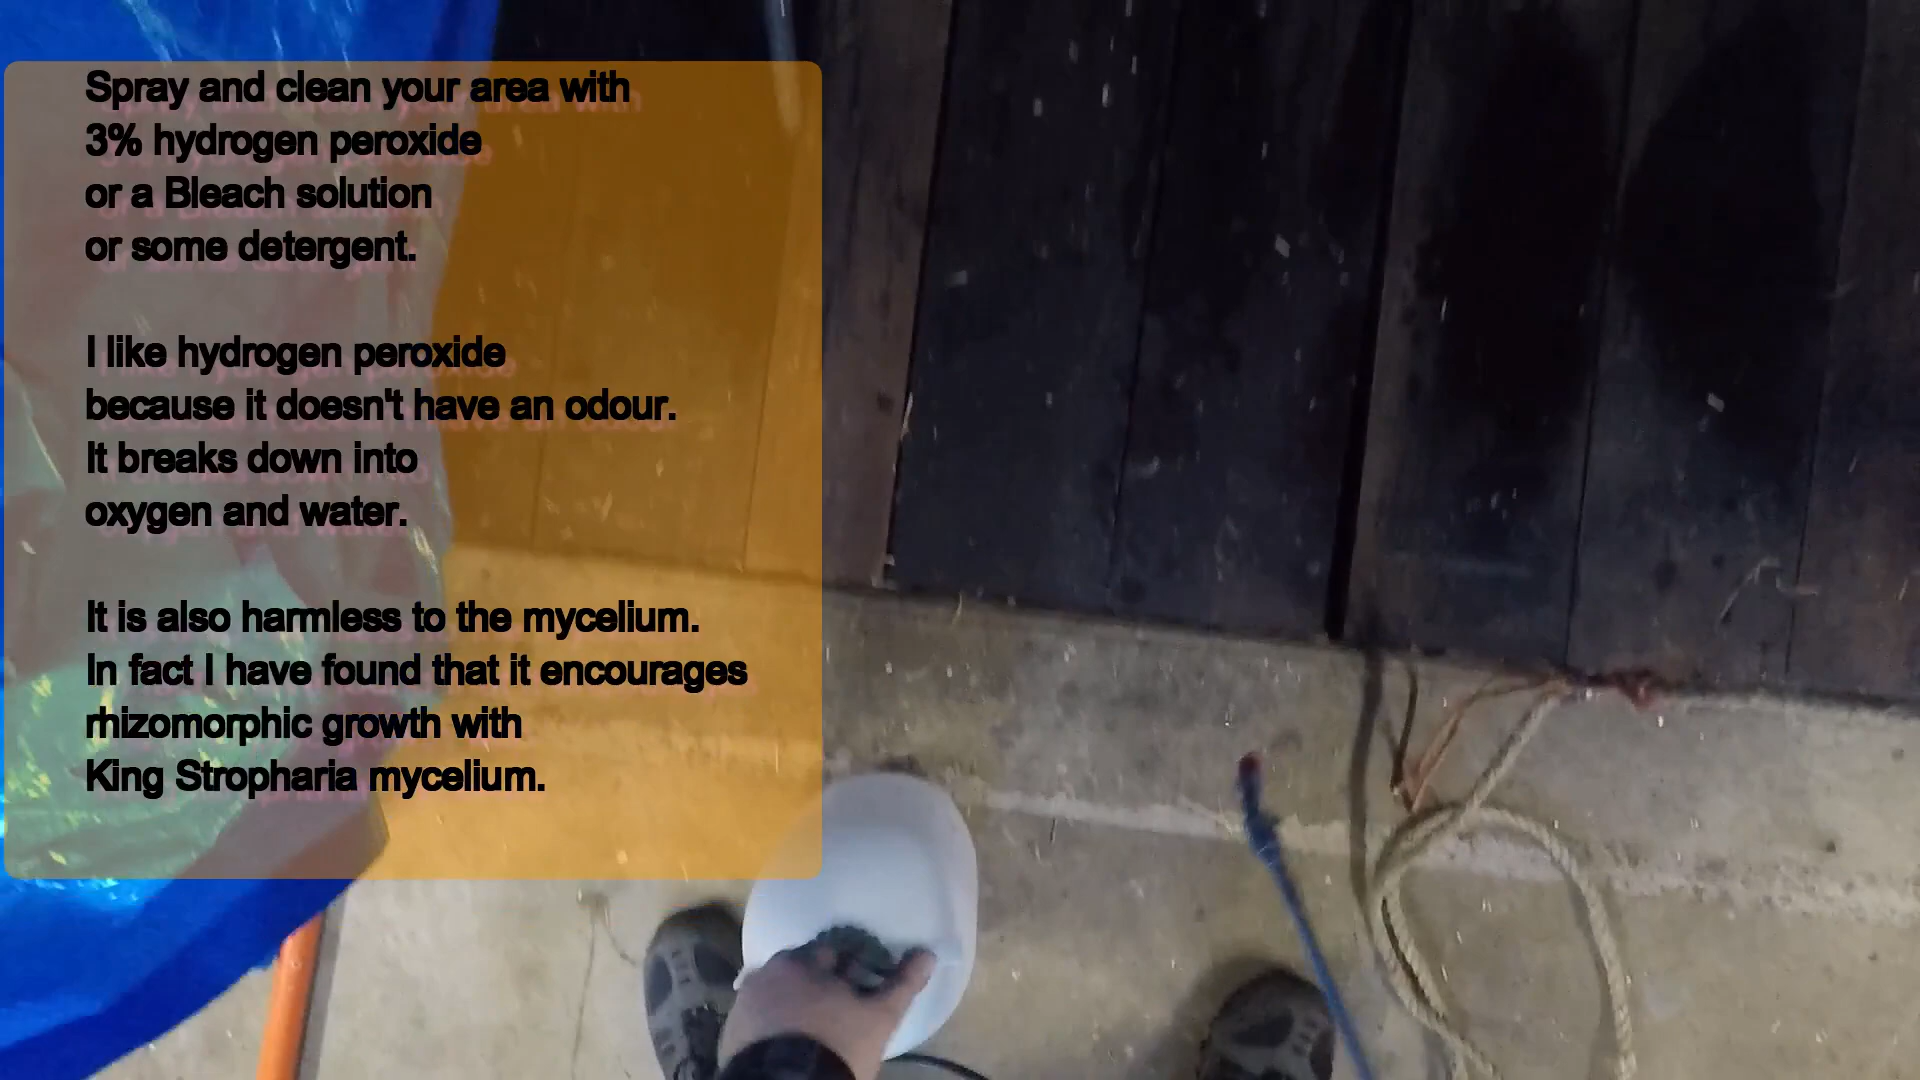 Spray and clean your area with
3% hydrogen peroxide
or a Bleach solution
or some detergent.
I like hydrogen peroxide
because it doesn't have an odour.
It breaks down into
oxygen and water.
It is also harmless to the mycelium.
In fact I have found that it encourages
rhizomorphic growth with
King Stropharia mycelium.